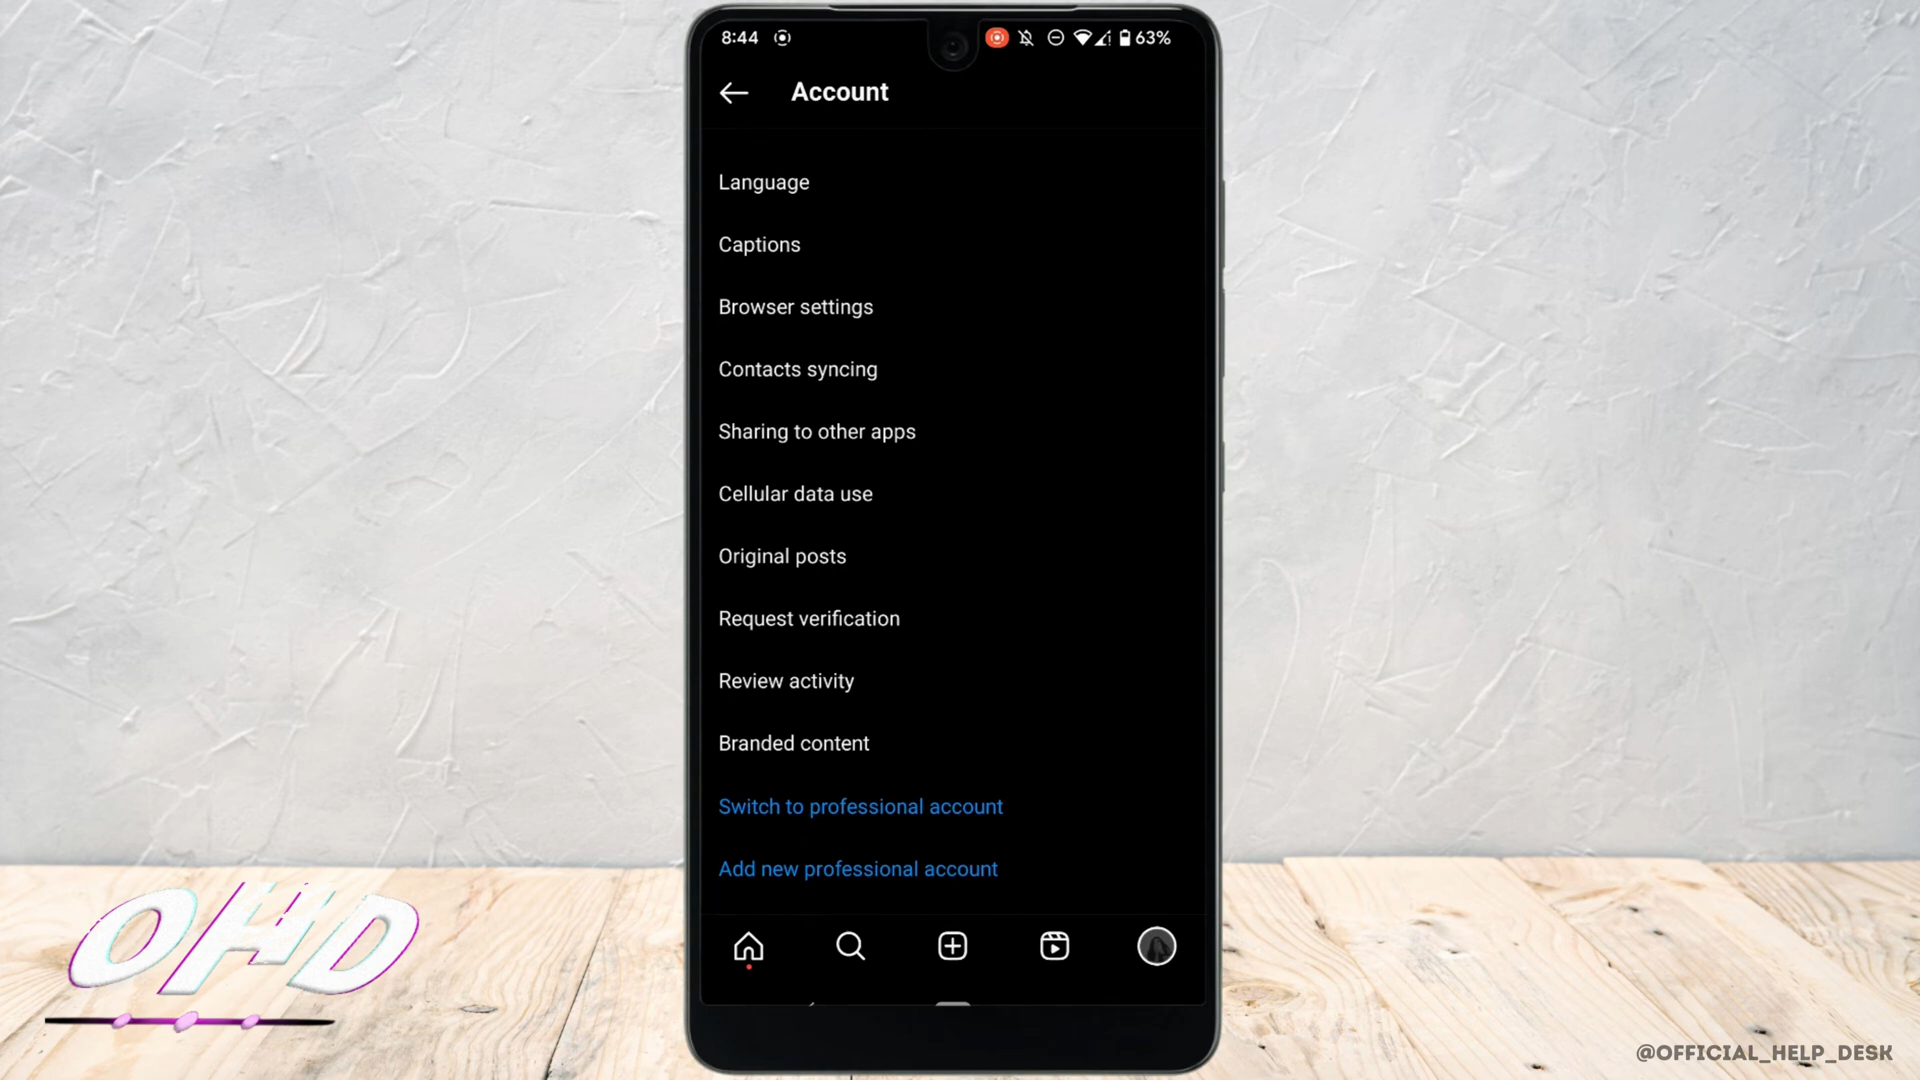 8:44 63%
Account
Language
Captions
Browser settings
Contacts syncing
Sharing to other apps
Cellular data use
Original posts
Request verification
Review activity
Branded content
Switch to professional account
Add new professional account
OHD
@OFFICIAL_HELP_DESK